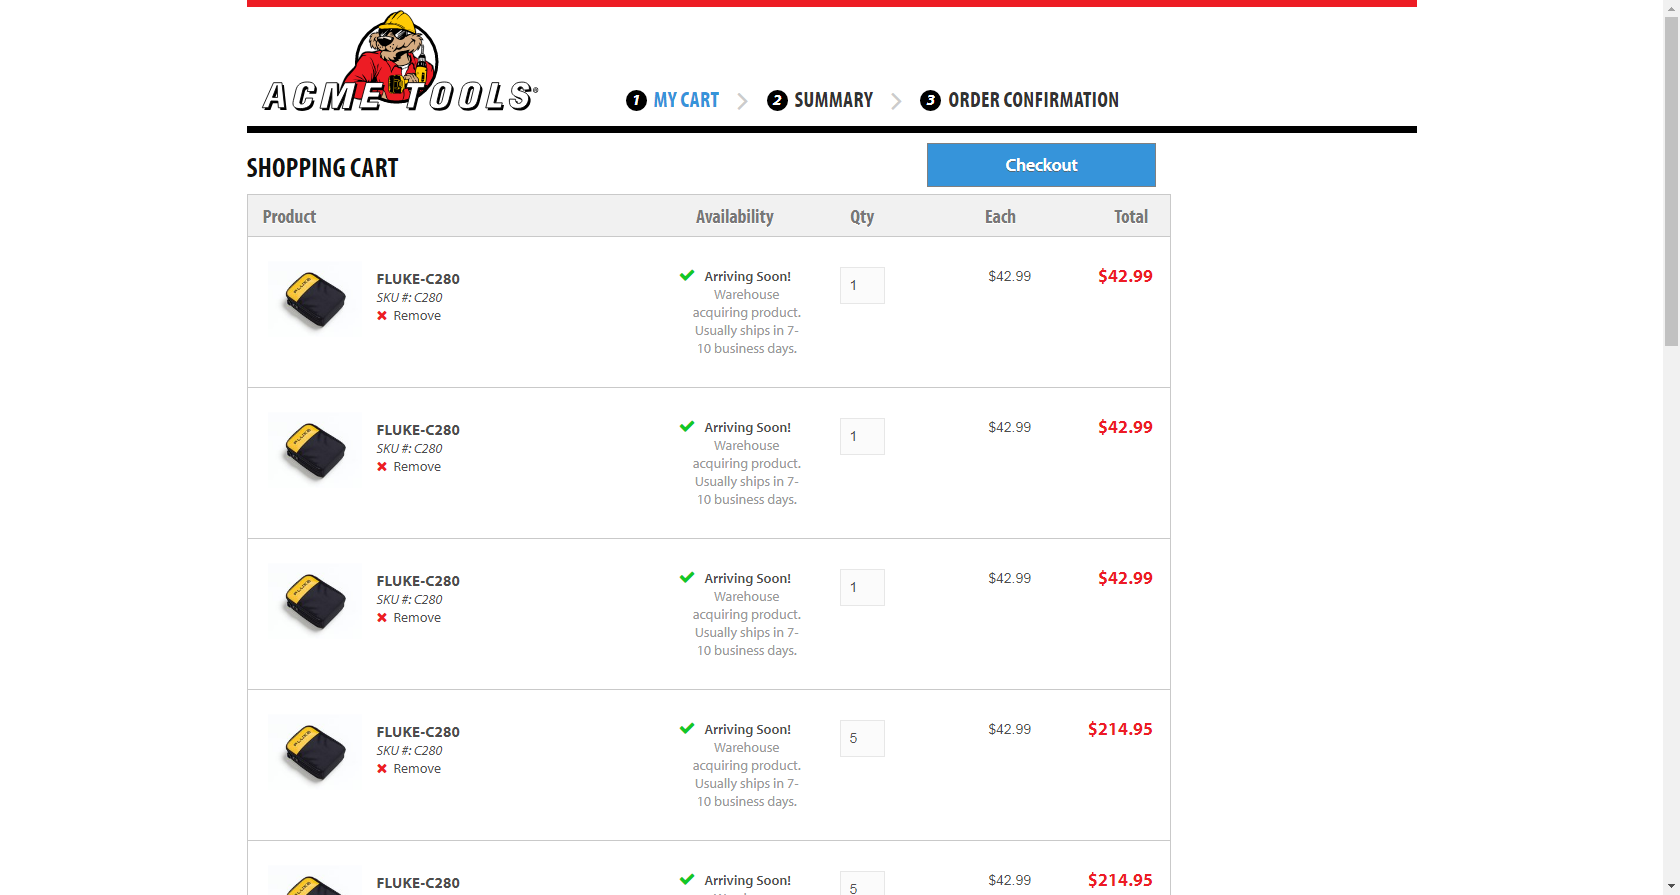 ACME TOOLS®
1 MY CART
2 SUMMARY
3 ORDER CONFIRMATION
SHOPPING CART
Checkout
Product Availability Qty Each Total
FLUKE-C280
SKU #: C280
Remove
Arriving Soon!
Warehouse
acquiring product.
Usually ships in 7-
10 business days.
1
$42.99
$42.99
FLUKE
FLUKE-C280
SKU #: C280
Remove
Arriving Soon!
Warehouse
acquiring product.
Usually ships in 7-
10 business days.
1
$42.99
$42.99
FLUKE
FLUKE-C280
SKU #: C280
Remove
Arriving Soon!
Warehouse
acquiring product.
Usually ships in 7-
10 business days.
1
$42.99
$42.99
FLUKE
FLUKE-C280
SKU #: C280
Remove
Arriving Soon!
Warehouse
acquiring product.
Usually ships in 7-
10 business days.
5
$42.99
$214.95
FLUKE
FLUKE-C280
Arriving Soon!
5
$42.99
$214.95